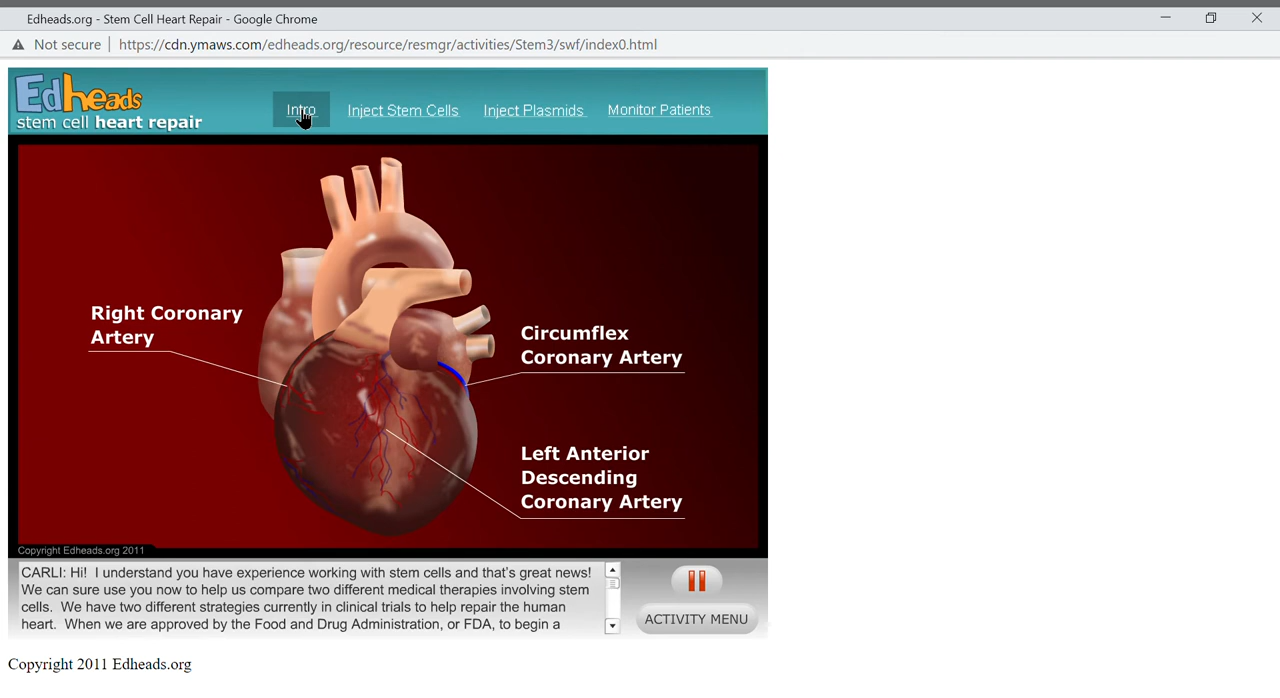 Edheads.org - Stem Cell Heart Repair - Google Chrome
Not secure | https://cdn.ymaws.com/edheads.org/resource/resmgr/activities/Stem3/swf/index0.html
Edheads
stem cell heart repair
Intro Inject Stem Cells Inject Plasmids Monitor Patients
Right Coronary
Artery
Circumflex
Coronary Artery
Left Anterior
Descending
Coronary Artery
Copyright Edheads.org 2011
CARLI: Hi! I understand you have experience working with stem cells and that's great news!
We can sure use you now to help us compare two different medical therapies involving stem
cells. We have two different strategies currently in clinical trials to help repair the human
heart. When we are approved by the Food and Drug Administration, or FDA, to begin a
ACTIVITY MENU
Copyright 2011 Edheads.org